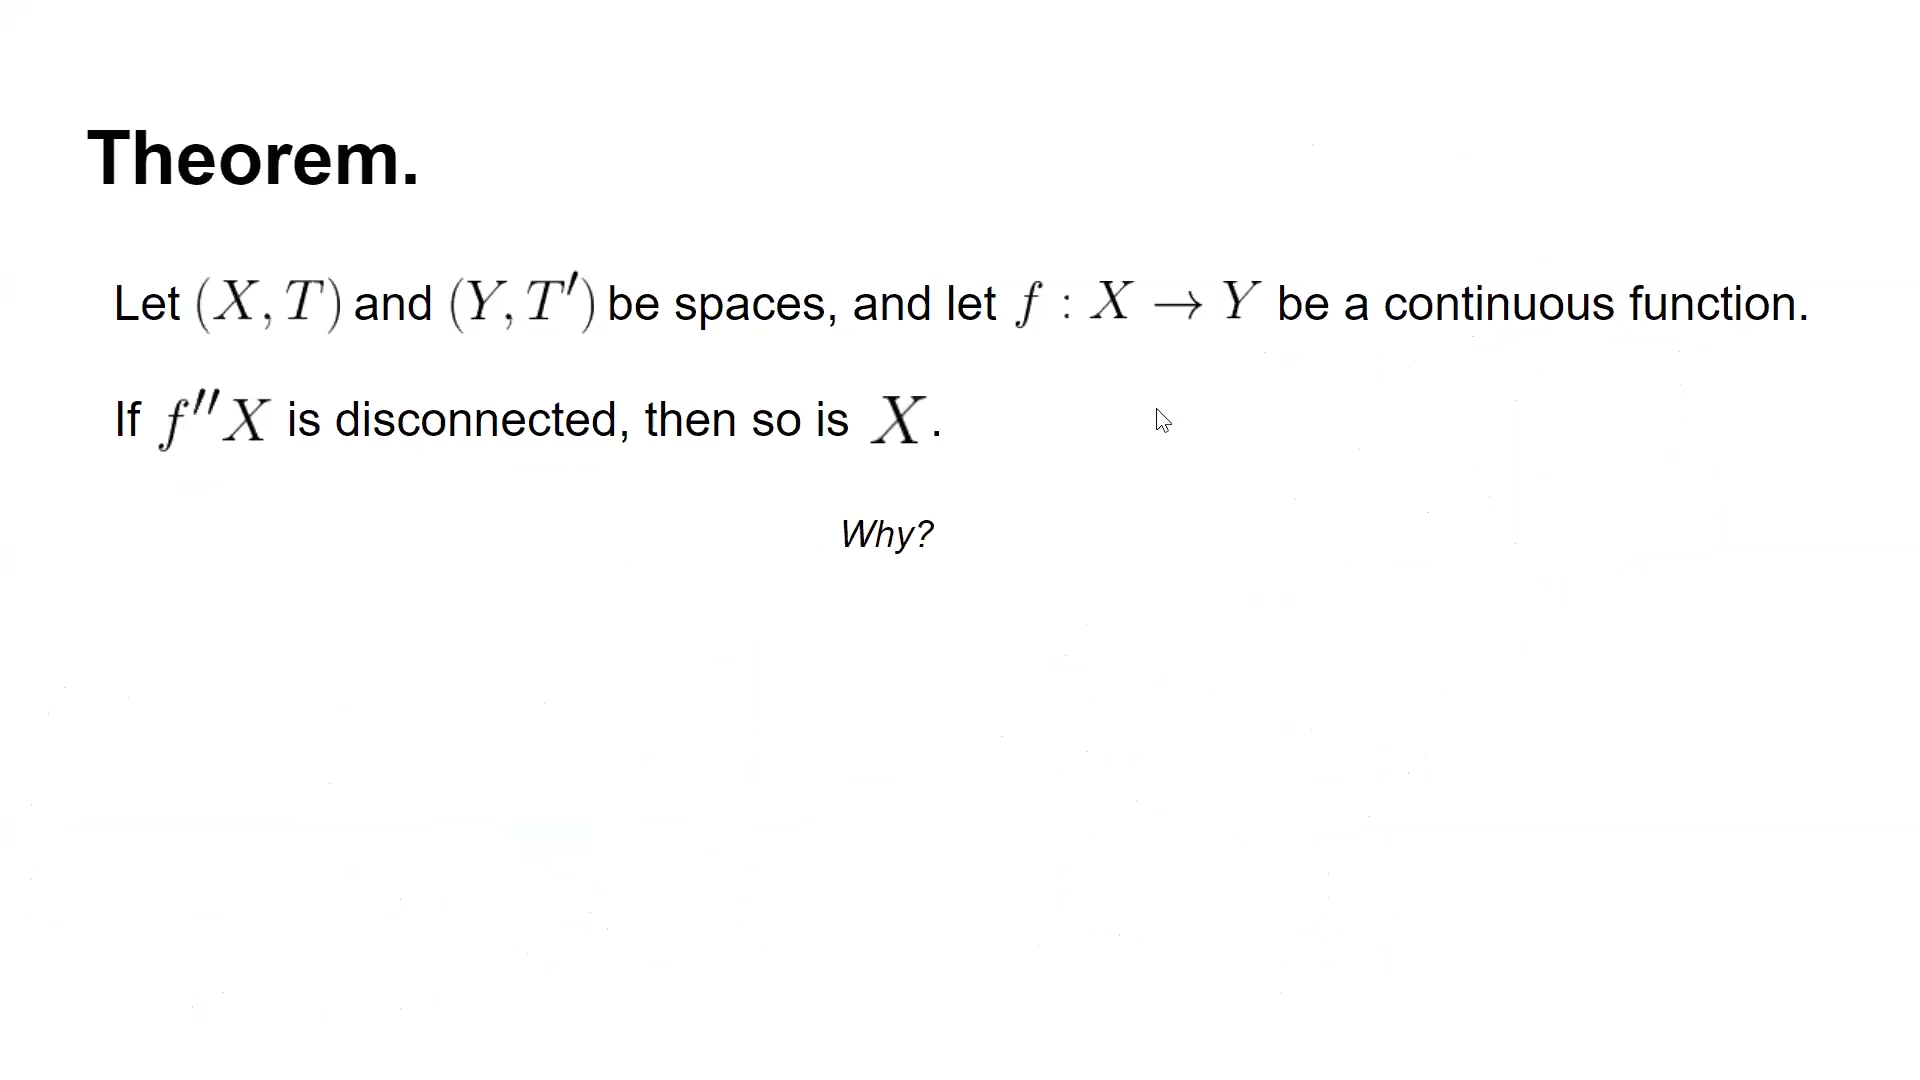 Theorem.
Let (X, T) and (Y, T′) be spaces, and let f : X → Y be a continuous function.
If f″X is disconnected, then so is X.
Why?